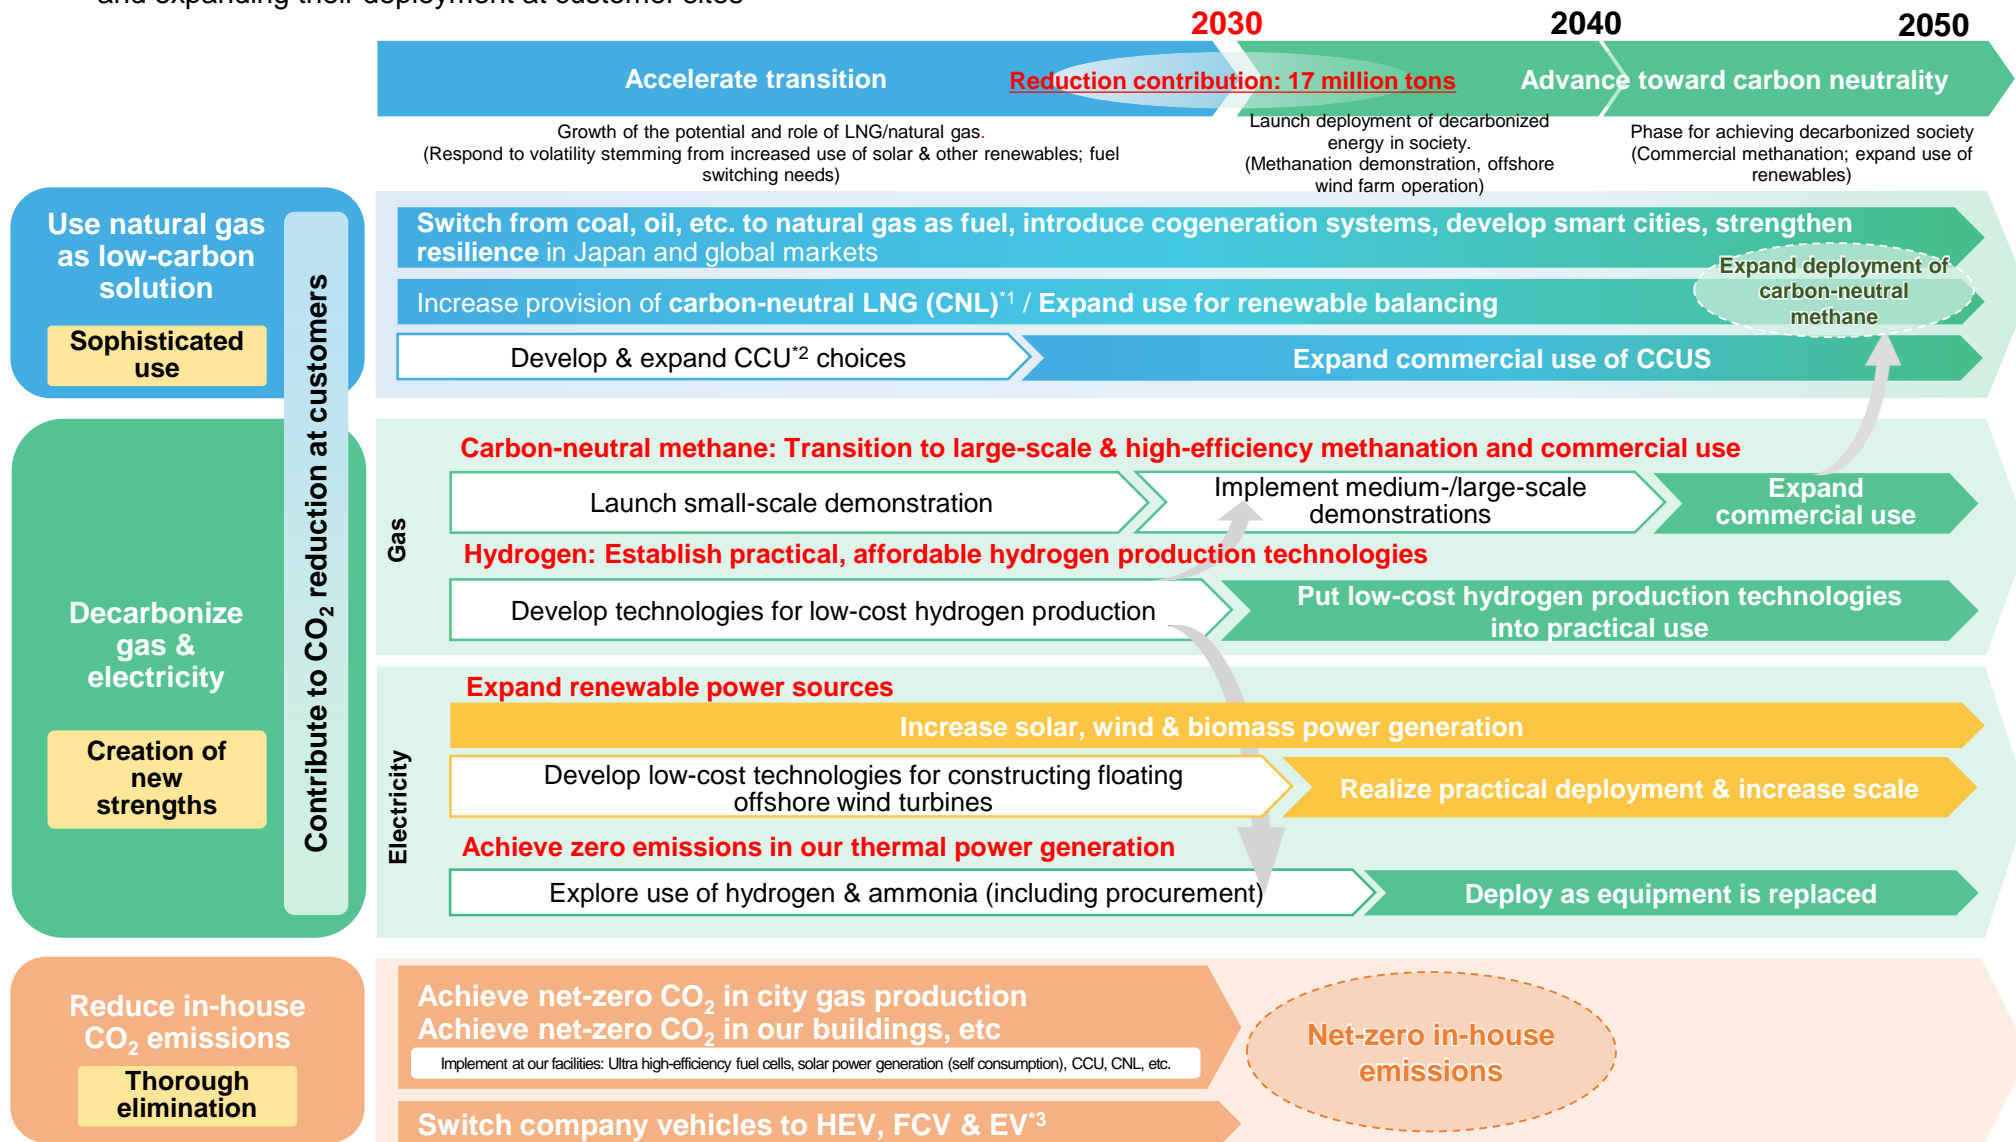 and expanding their deployment at customer sites
2030
2040
2050
Accelerate transition
Reduction contribution: 17 million tons
Advance toward carbon neutrality
Growth of the potential and role of LNG/natural gas.
(Respond to volatility stemming from increased use of solar & other renewables; fuel
switching needs)
Launch deployment of decarbonized
energy in society.
(Methanation demonstration, offshore
wind farm operation)
Phase for achieving decarbonized society
(Commercial methanation; expand use of
renewables)
Use natural gas
as low-carbon
solution
Sophisticated
use
Contribute to CO2 reduction at customers
Switch from coal, oil, etc. to natural gas as fuel, introduce cogeneration systems, develop smart cities, strengthen
resilience in Japan and global markets
Increase provision of carbon-neutral LNG (CNL)*1 / Expand use for renewable balancing
Expand deployment of
carbon-neutral
methane
Develop & expand CCU*2 choices
Expand commercial use of CCUS
Decarbonize
gas &
electricity
Creation of
new
strengths
Gas
Carbon-neutral methane: Transition to large-scale & high-efficiency methanation and commercial use
Launch small-scale demonstration
Implement medium-/large-scale
demonstrations
Expand
commercial use
Hydrogen: Establish practical, affordable hydrogen production technologies
Develop technologies for low-cost hydrogen production
Put low-cost hydrogen production technologies
into practical use
Electricity
Expand renewable power sources
Increase solar, wind & biomass power generation
Develop low-cost technologies for constructing floating
offshore wind turbines
Realize practical deployment & increase scale
Achieve zero emissions in our thermal power generation
Explore use of hydrogen & ammonia (including procurement)
Deploy as equipment is replaced
Reduce in-house
CO2 emissions
Thorough
elimination
Achieve net-zero CO2 in city gas production
Achieve net-zero CO2 in our buildings, etc
Implement at our facilities: Ultra high-efficiency fuel cells, solar power generation (self consumption), CCU, CNL, etc.
Switch company vehicles to HEV, FCV & EV*3
Net-zero in-house
emissions